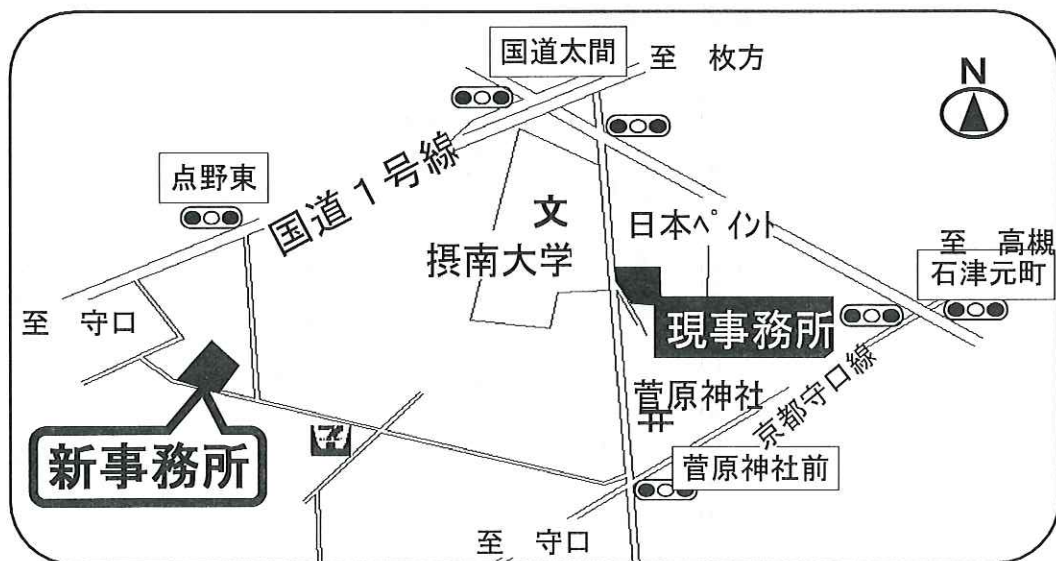 国道太間
至 枚方
N
点野東
国道1号線
文
日本ペイント
摂南大学
至 高槻
石津元町
至 守口
現事務所
菅原神社
京都守口線
新事務所
菅原神社前
至 守口